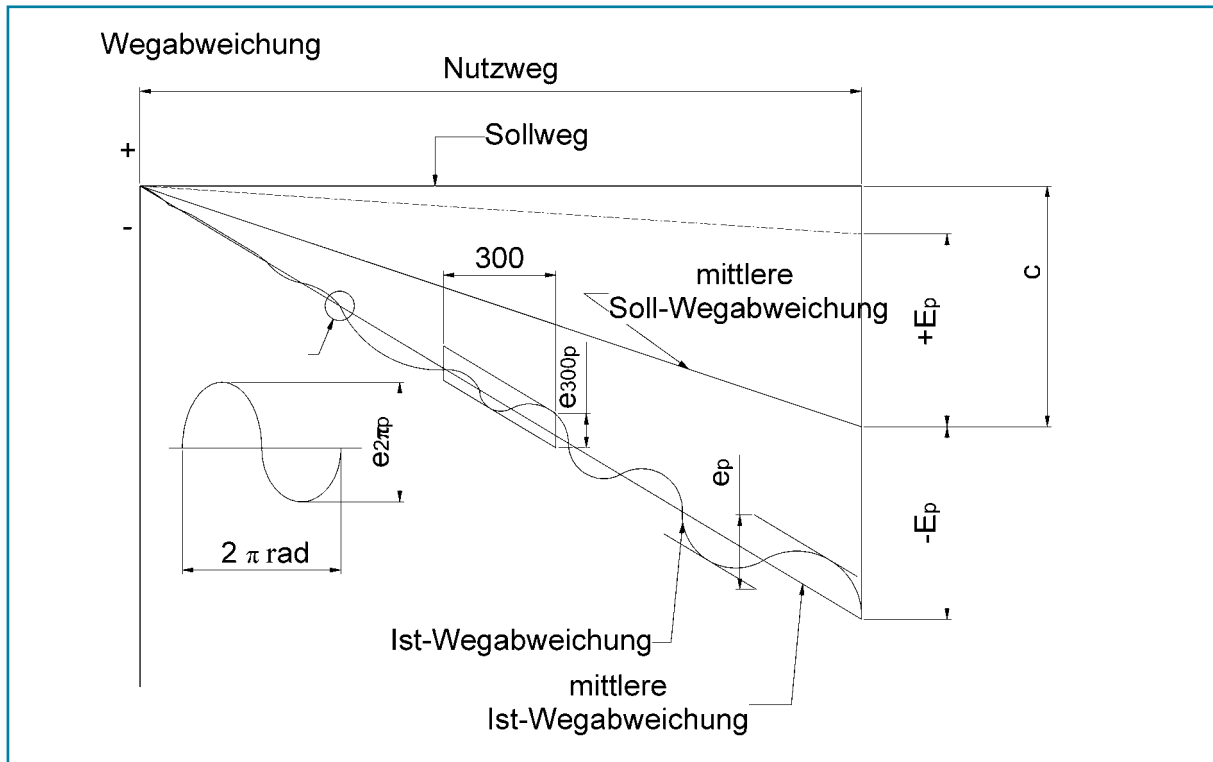 Wegabweichung
Nutzweg
Sollweg
+
-
300
mittlere
Soll-Wegabweichung
c
+Ep
e300p
e2πp
ep
-Ep
2 π rad
Ist-Wegabweichung
mittlere
Ist-Wegabweichung